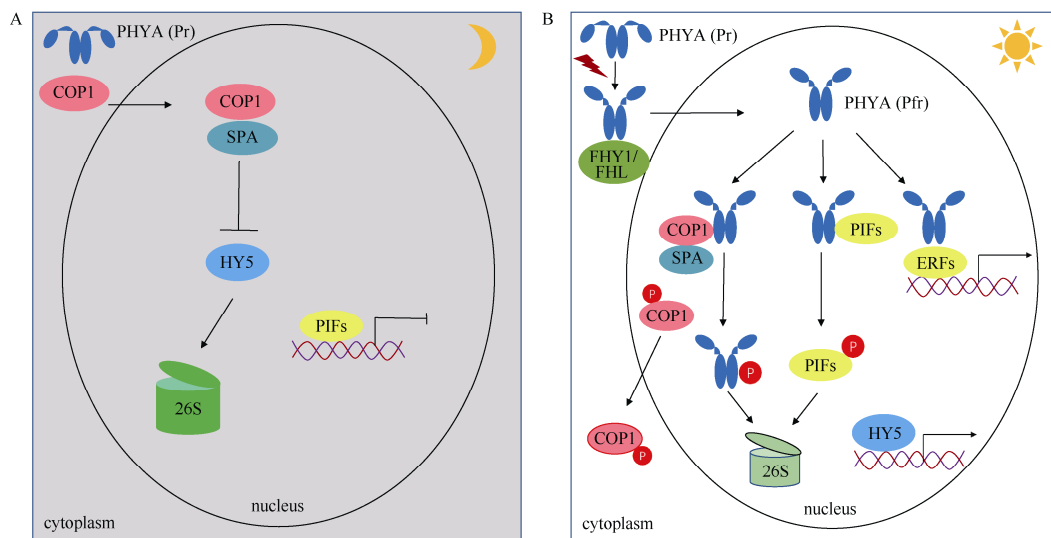 A
PHYA (Pr)
COP1
COP1
SPA
HY5
PIFs
26S
nucleus
cytoplasm
B
PHYA (Pr)
PHYA (Pfr)
FHY1/
FHL
COP1
SPA
PIFs
ERFs
P
COP1
P
PIFs
P
COP1
P
HY5
26S
nucleus
cytoplasm